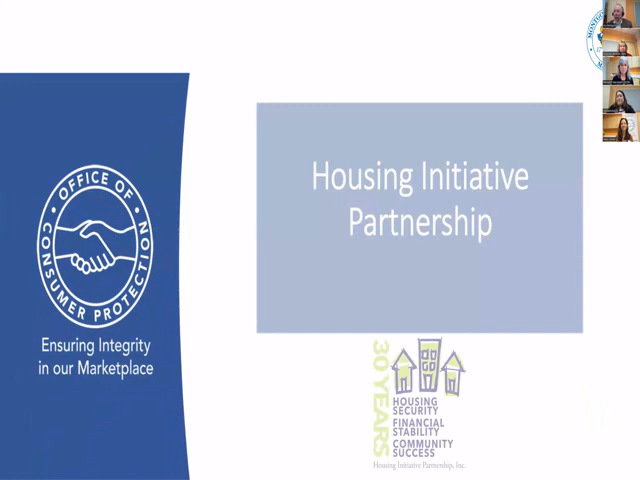 OFFICE OF
CONSUMER PROTECTION
Ensuring Integrity
in our Marketplace
Housing Initiative
Partnership
30 YEARS
HOUSING
SECURITY
FINANCIAL
STABILITY
COMMUNITY
SUCCESS
Housing Initiative Partnership, Inc.